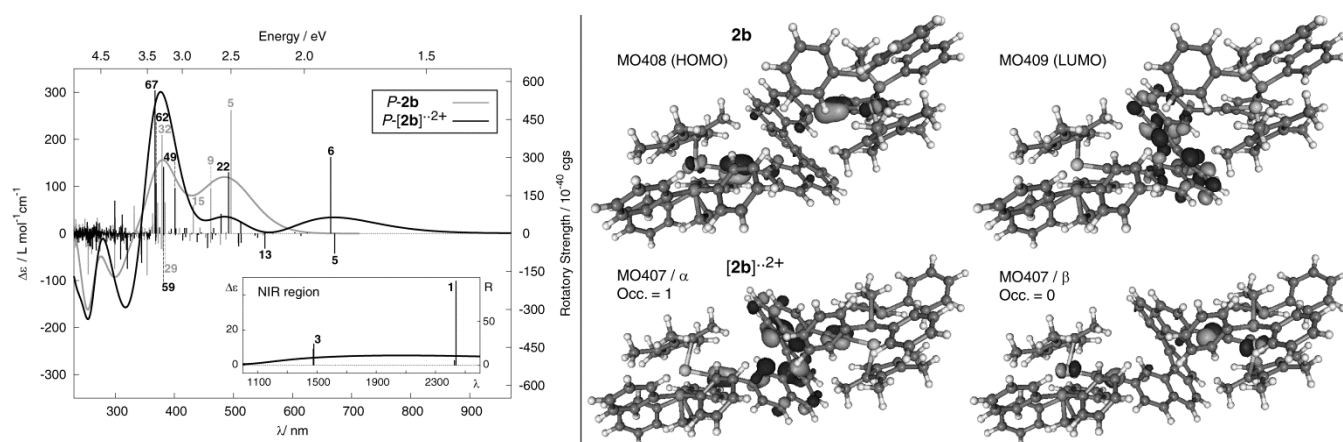 Energy / eV
4.5 3.5 3.0 2.5 2.0 1.5
300
200
100
0
-100
-200
-300
Δε / L mol⁻¹cm⁻¹
600
450
300
150
0
-150
-300
-450
-600
Rotatory Strength / 10⁻⁴⁰ cgs
67
62
32
49
5
9
22
15
6
13
5
29
59
P-2b
P-[2b]··2+
NIR region
Δε
R
20
0
50
0
3
1
1100 1500 1900 2300 λ
300 400 500 600 700 800 900
λ/ nm
2b
MO408 (HOMO)
MO409 (LUMO)
[2b]··2+
MO407 / α
Occ. = 1
MO407 / β
Occ. = 0